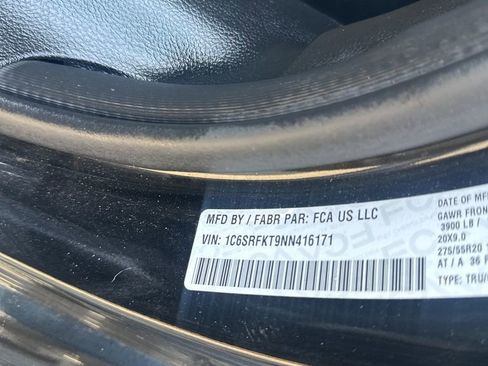 MFD BY / FABR PAR: FCA US LLC
VIN: 1C6SRFKT9NN416171
DATE OF MF
GAWR FRON
3900 LB /
20X9.0
275/55R20
AT / A 36
TYPE: TRU/